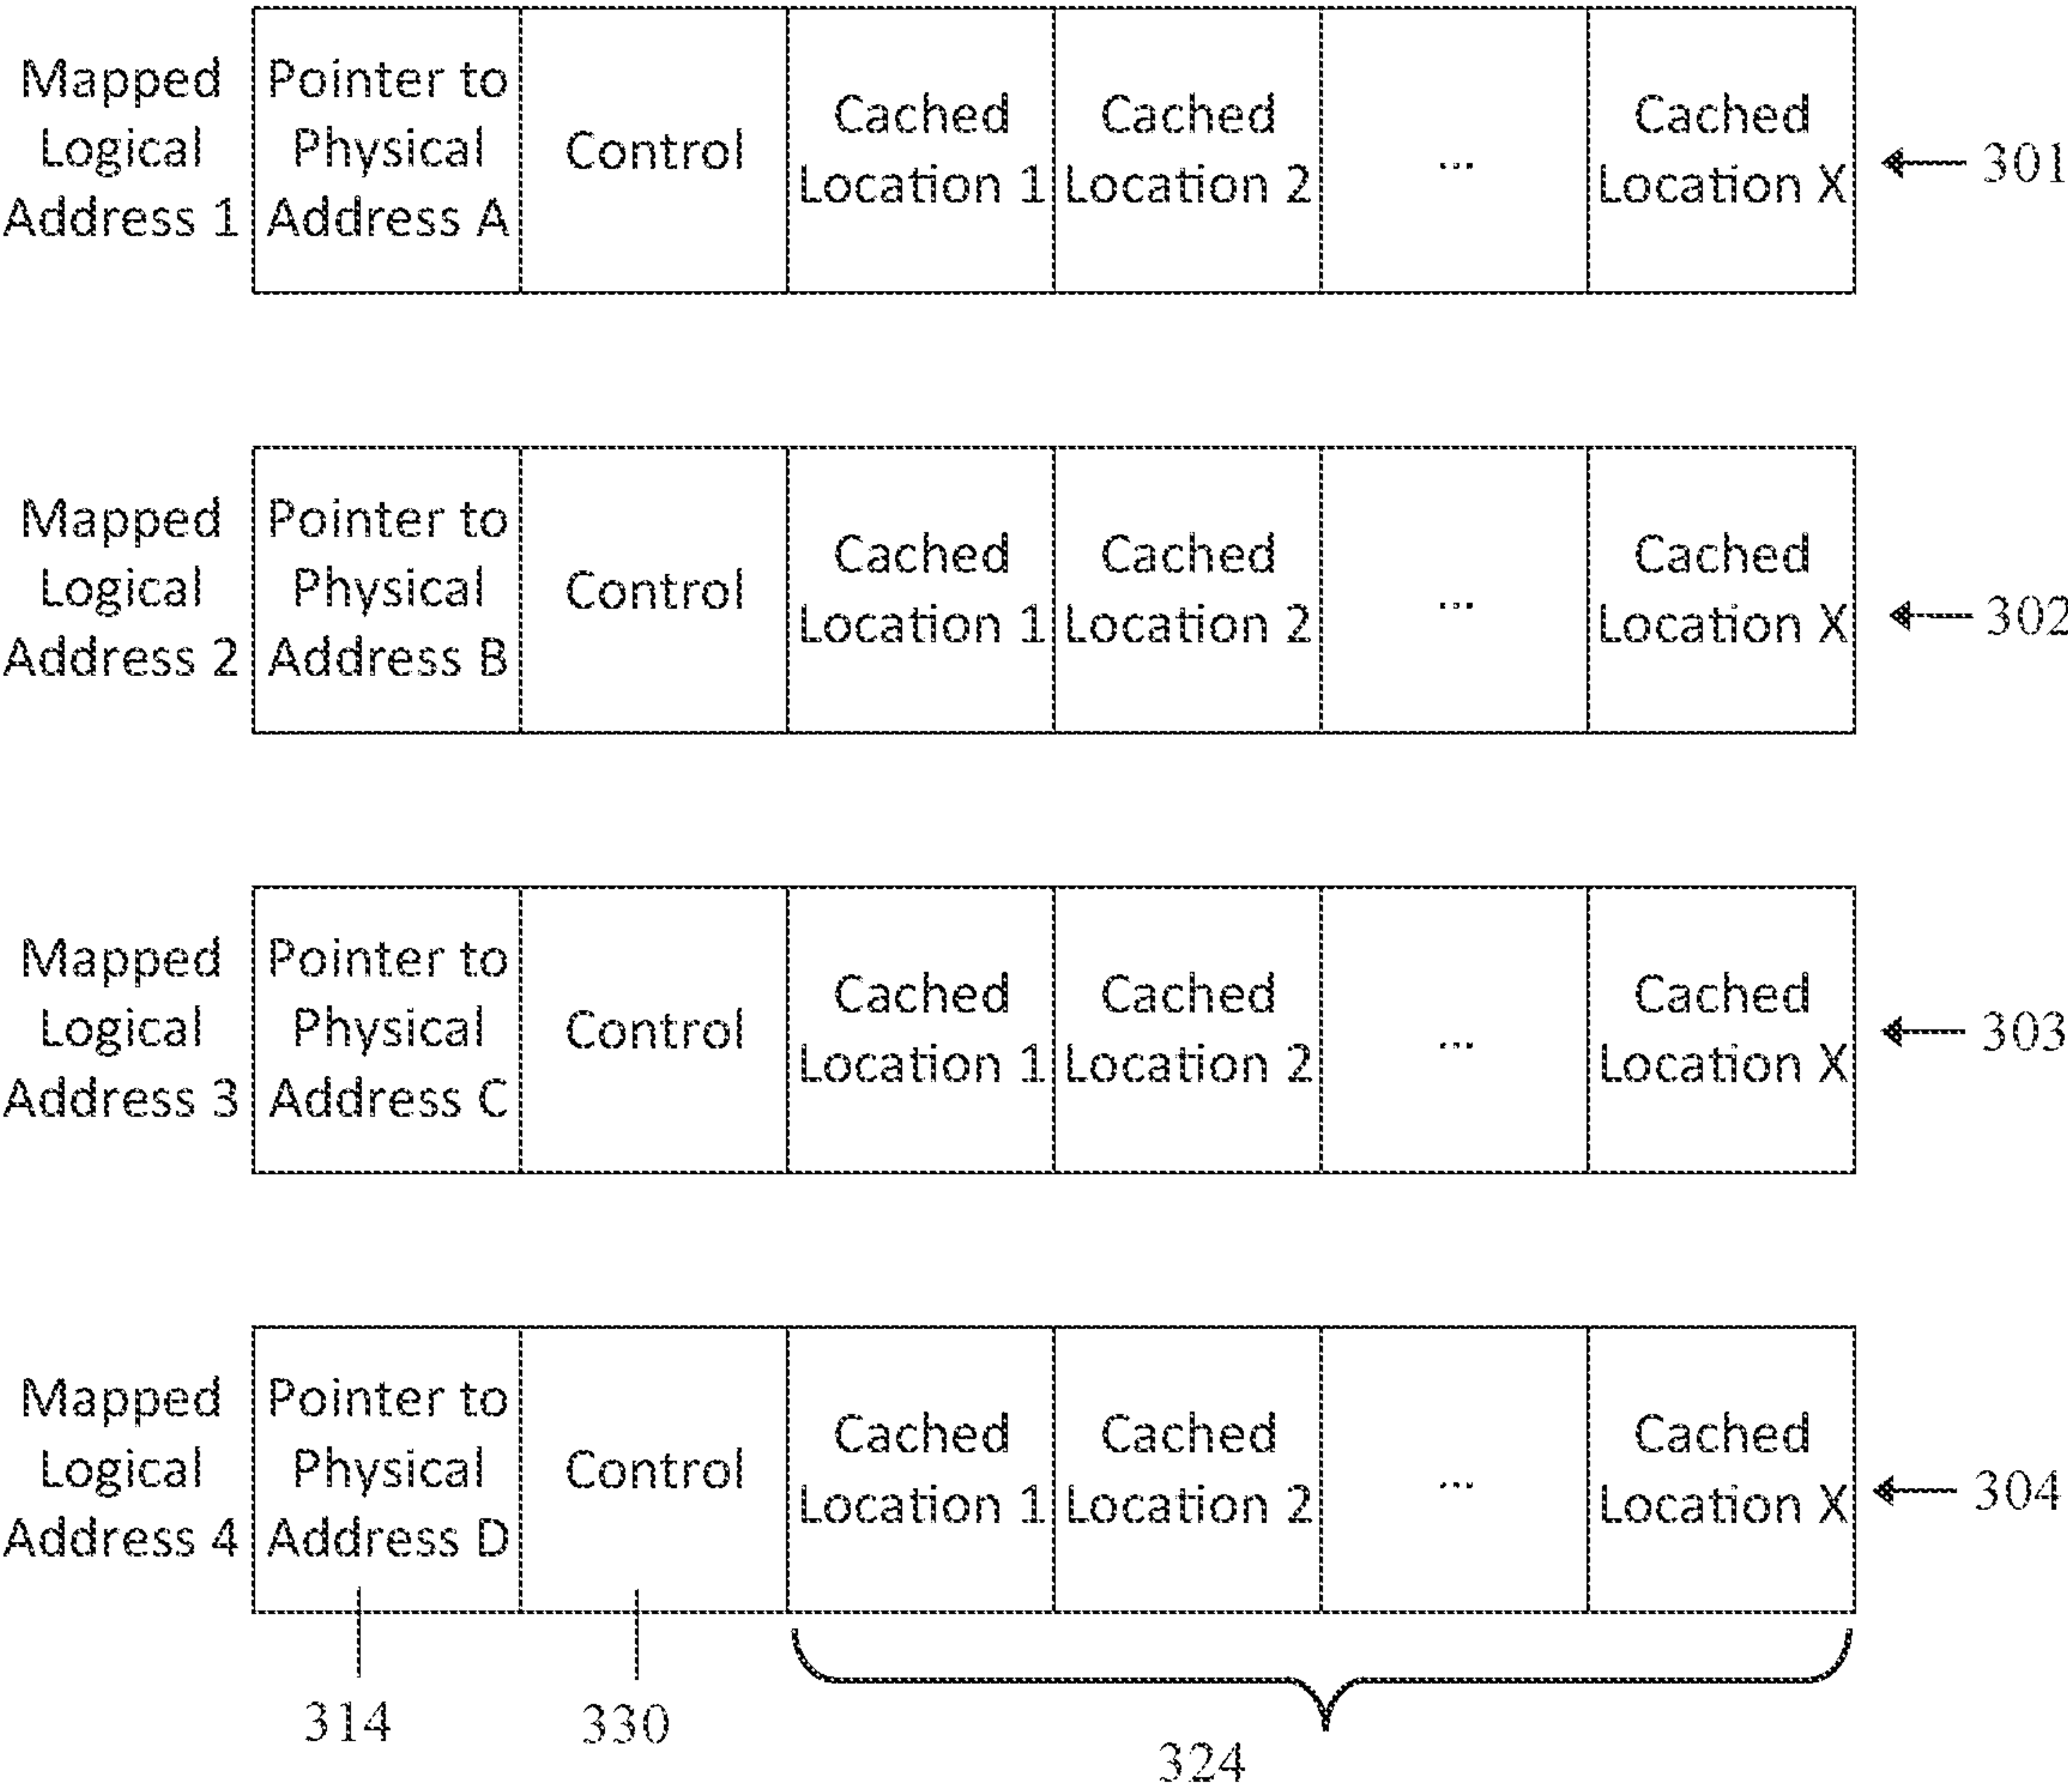 Mapped
Logical
Address 1
Pointer to
Physical
Address A
Control
Cached
Location 1
Cached
Location 2
...
Cached
Location X
301
Mapped
Logical
Address 2
Pointer to
Physical
Address B
Control
Cached
Location 1
Cached
Location 2
...
Cached
Location X
302
Mapped
Logical
Address 3
Pointer to
Physical
Address C
Control
Cached
Location 1
Cached
Location 2
...
Cached
Location X
303
Mapped
Logical
Address 4
Pointer to
Physical
Address D
Control
Cached
Location 1
Cached
Location 2
...
Cached
Location X
304
314
330
324